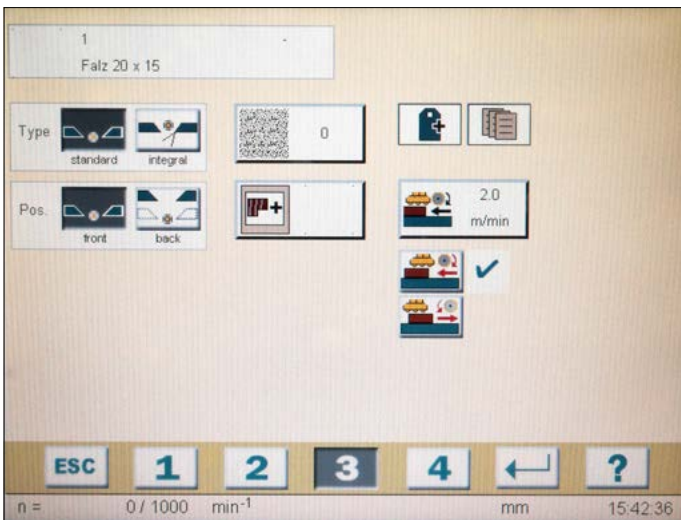 1
Falz 20 x 15
Type
standard
integral
0
Pos.
front
back
2.0
m/min
ESC
1
2
3
4
?
n = 0 / 1000 min-1
mm
15:42:36